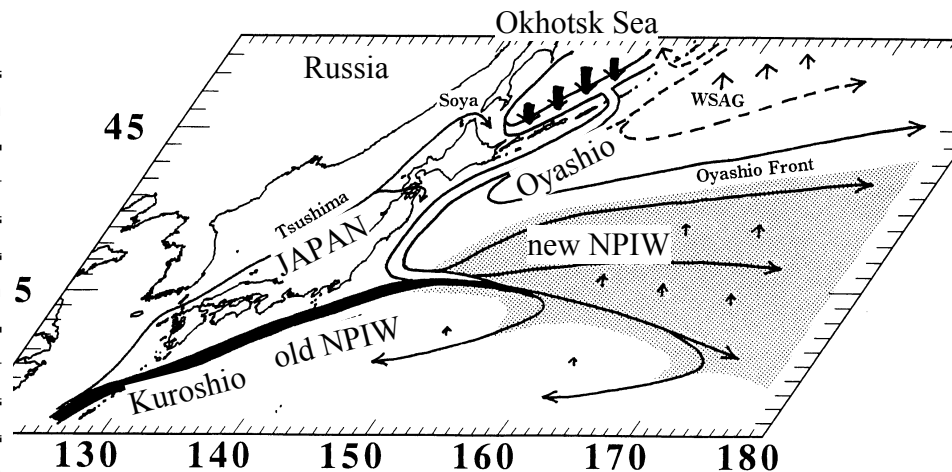 Okhotsk Sea
Russia
Soya
WSAG
45
Oyashio
Oyashio Front
Tsushima
JAPAN
new NPIW
5
old NPIW
Kuroshio
130 140 150 160 170 180